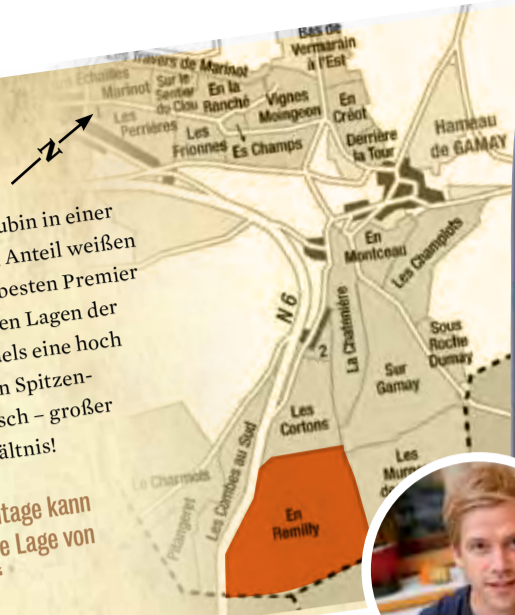 Bas de
Vermarain
à l'Est
Travers de Marinot
Les Échailles
Marinot
Sur le
Sentier
du Clou
En la
Ranché
Vignes
Moingeon
En
Créot
Les
Perrières
Les
Frionnes
Es Champs
Derrière
la Tour
Hameau
de GAMAY
N
En
Montceau
Les Champlots
N 6
La Chatenière
2
Sous
Roche
Dumay
Sur
Gamay
Les
Cortons
Le Charmois
Pitangeret
Les Combes au Sud
Les
En
Remilly
ubin in einer
Anteil weißen
besten Premier
en Lagen der
els eine hoch
n Spitzen-
sch – großer
ältnis!
ntage kann
e Lage von